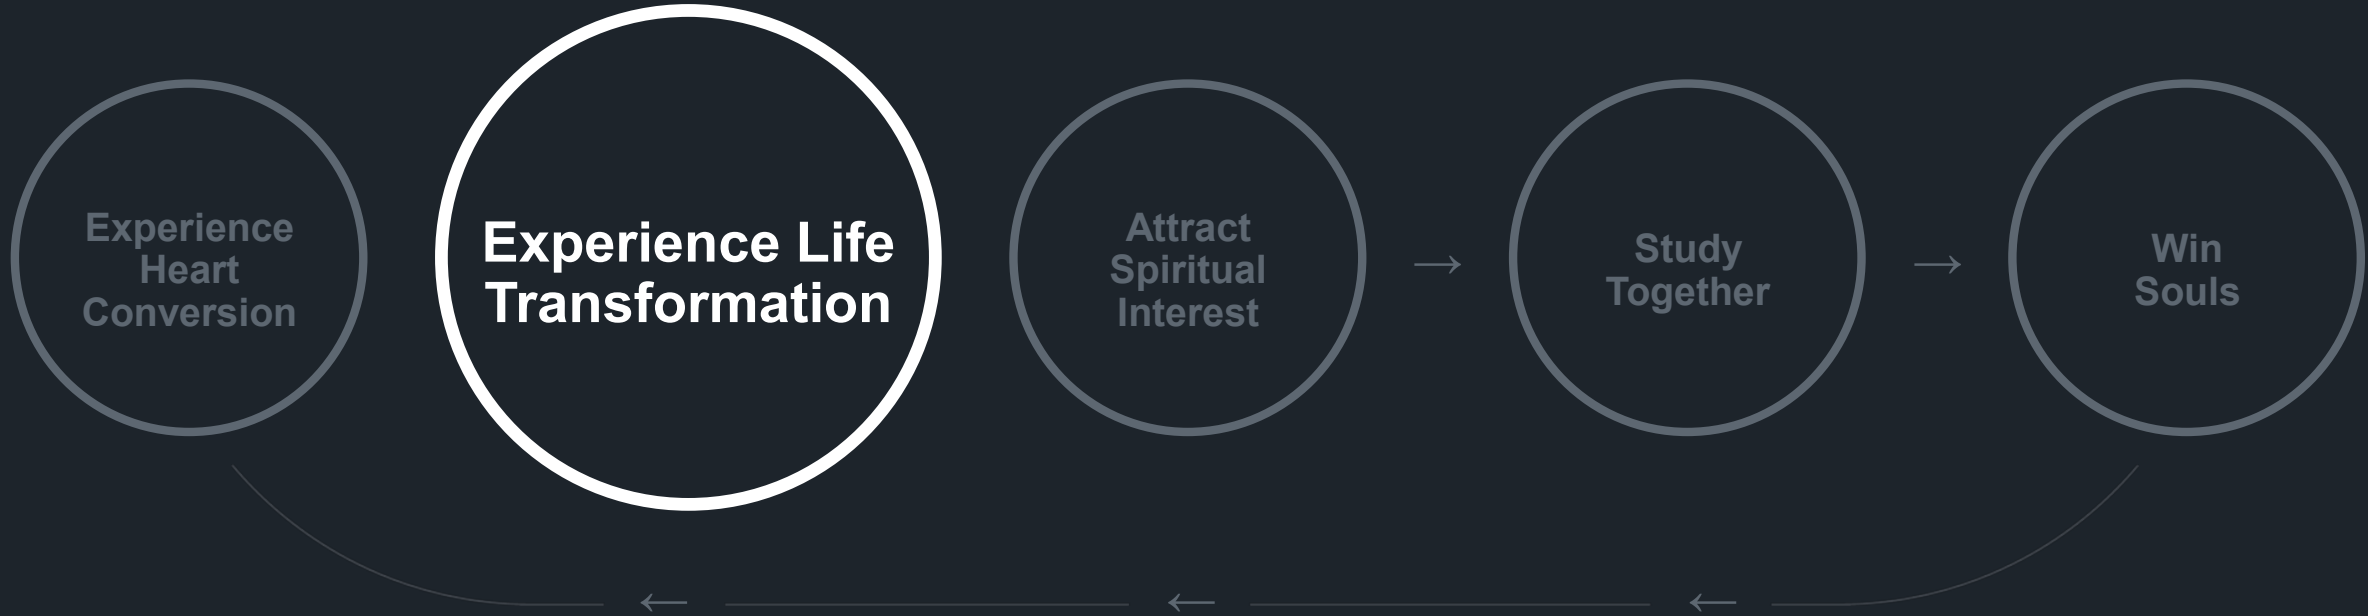 Experience
Heart
Conversion
Experience Life
Transformation
Attract
Spiritual
Interest
→
Study
Together
→
Win
Souls
← ← ←